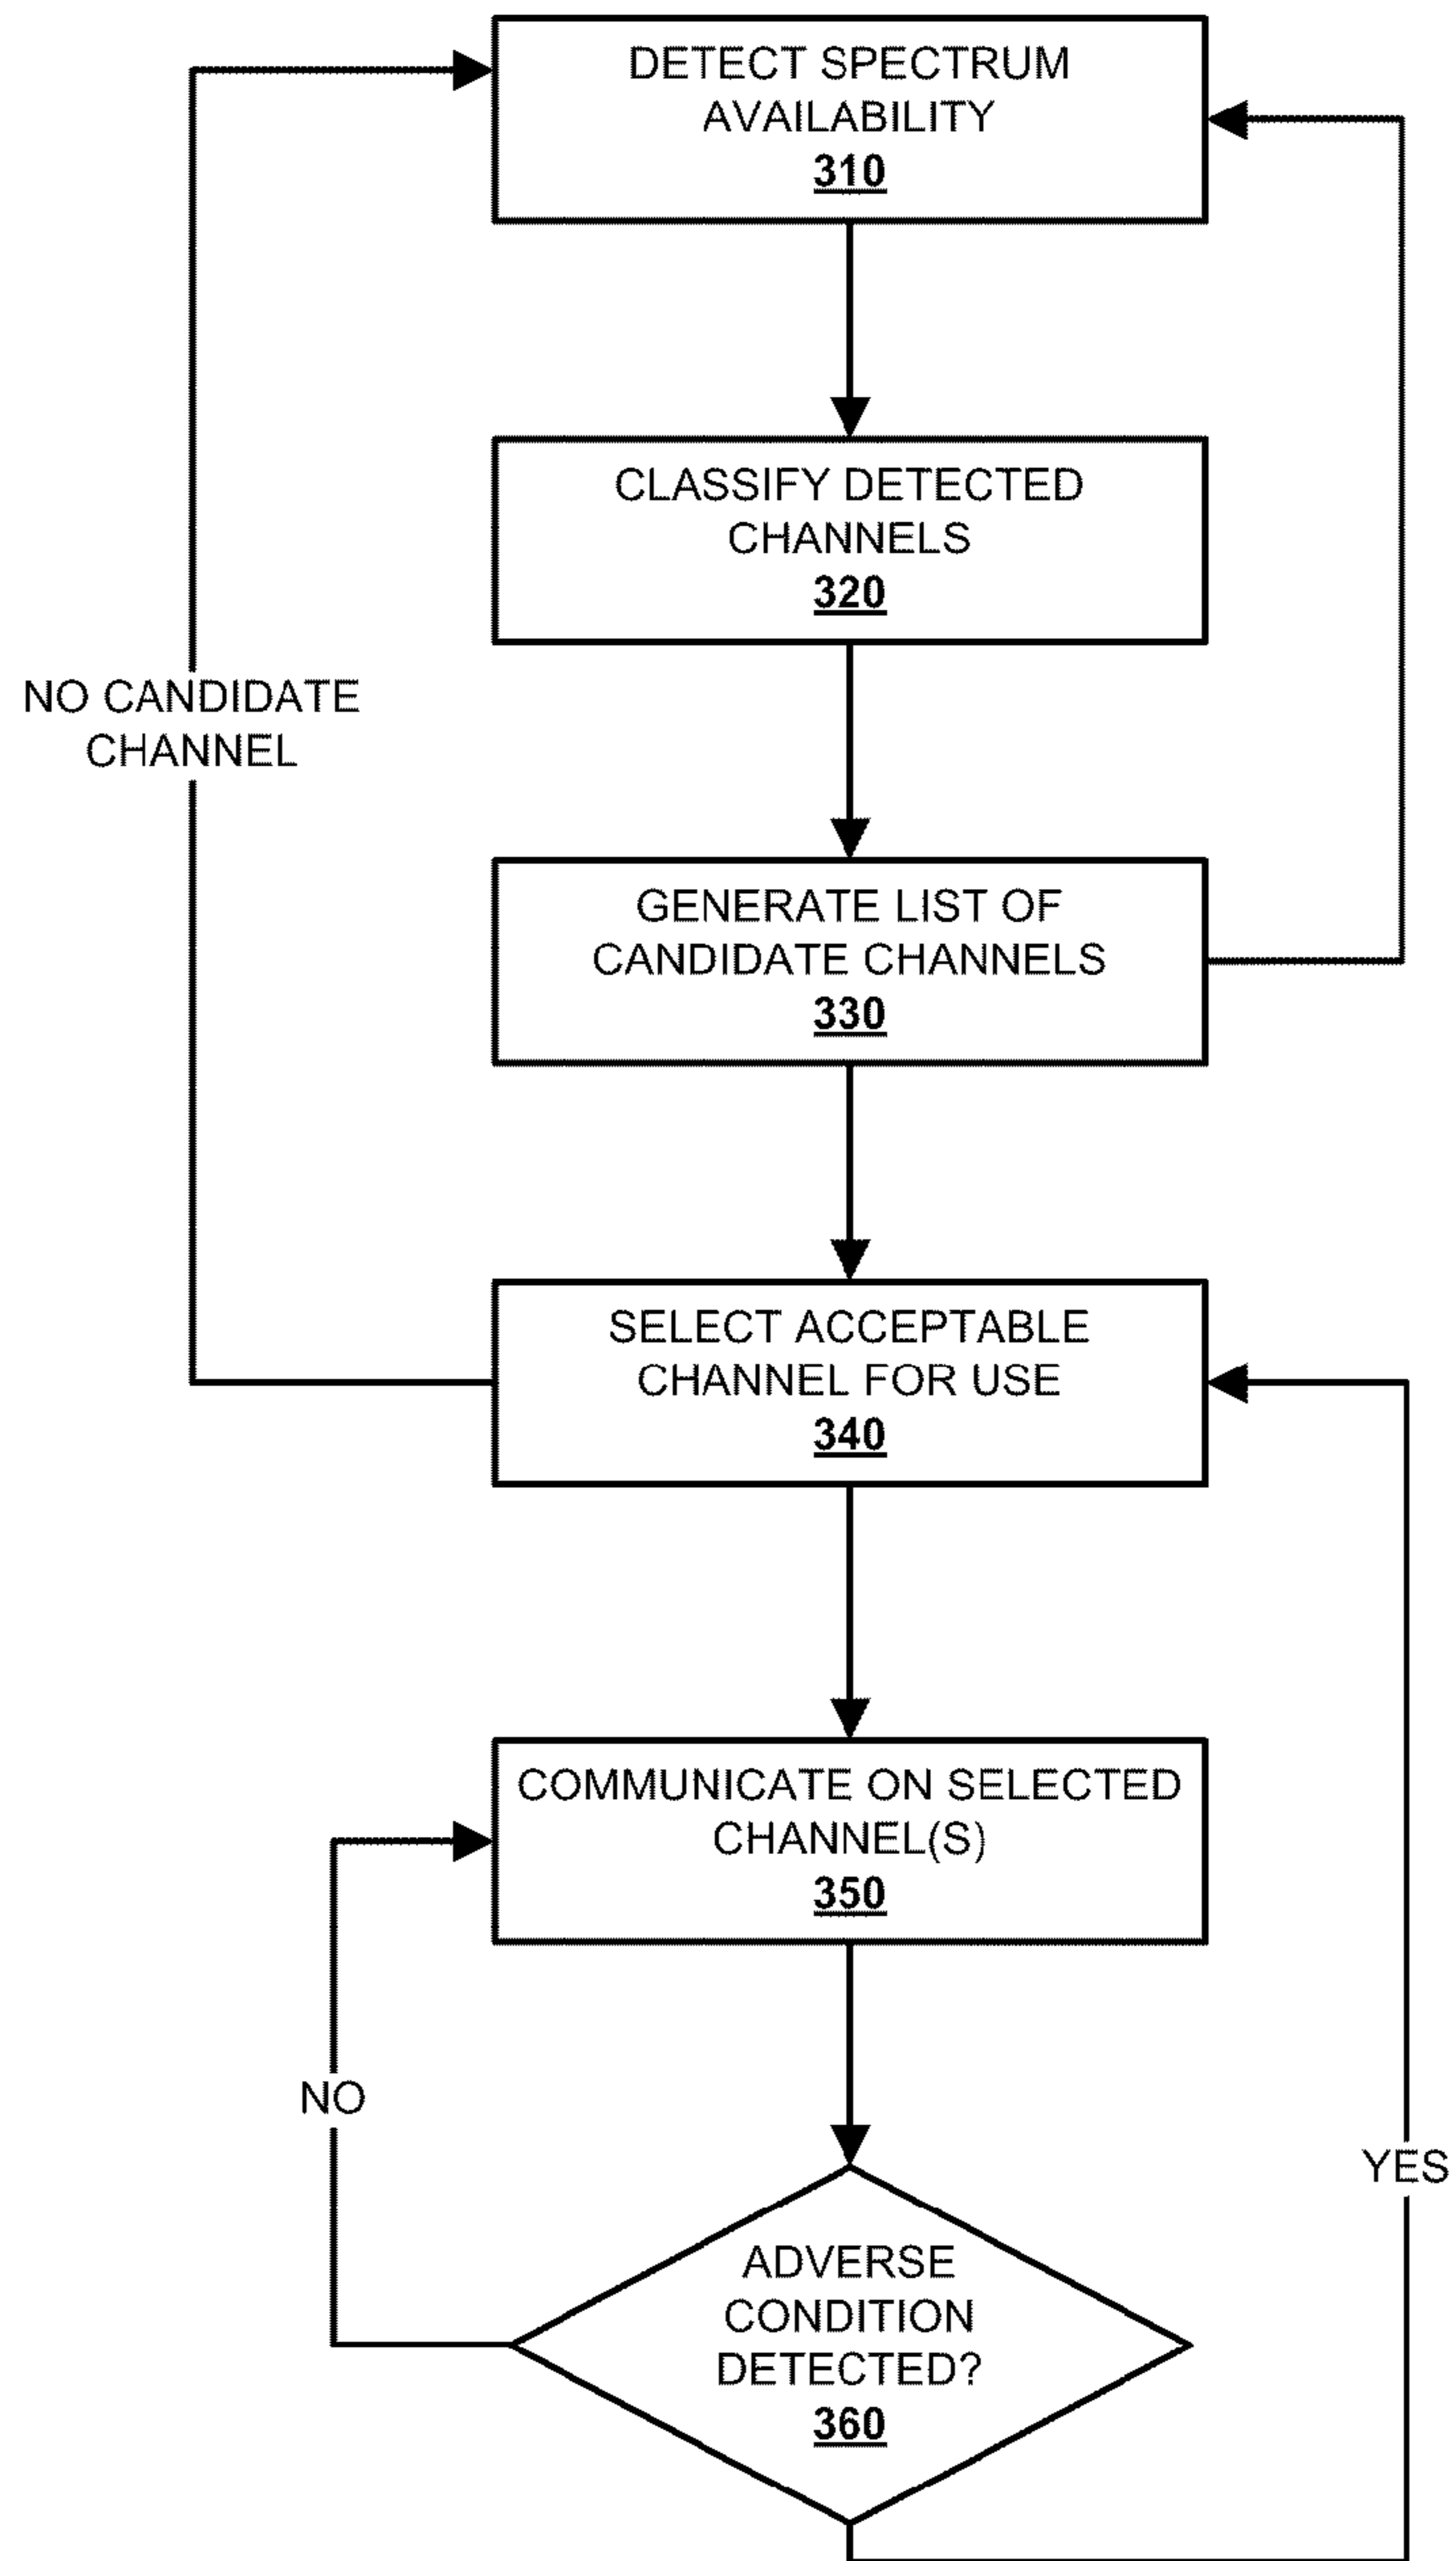 DETECT SPECTRUM
AVAILABILITY
310
CLASSIFY DETECTED
CHANNELS
320
NO CANDIDATE
CHANNEL
GENERATE LIST OF
CANDIDATE CHANNELS
330
SELECT ACCEPTABLE
CHANNEL FOR USE
340
COMMUNICATE ON SELECTED
CHANNEL(S)
350
NO
YES
ADVERSE
CONDITION
DETECTED?
360